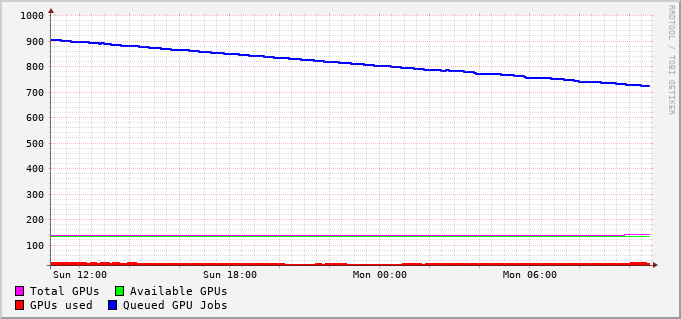 1000
900
800
700
600
500
400
300
200
100
Sun 12:00 Sun 18:00 Mon 00:00 Mon 06:00
Total GPUs Available GPUs
GPUs used Queued GPU Jobs
RRDTOOL / TOBI OETIKER